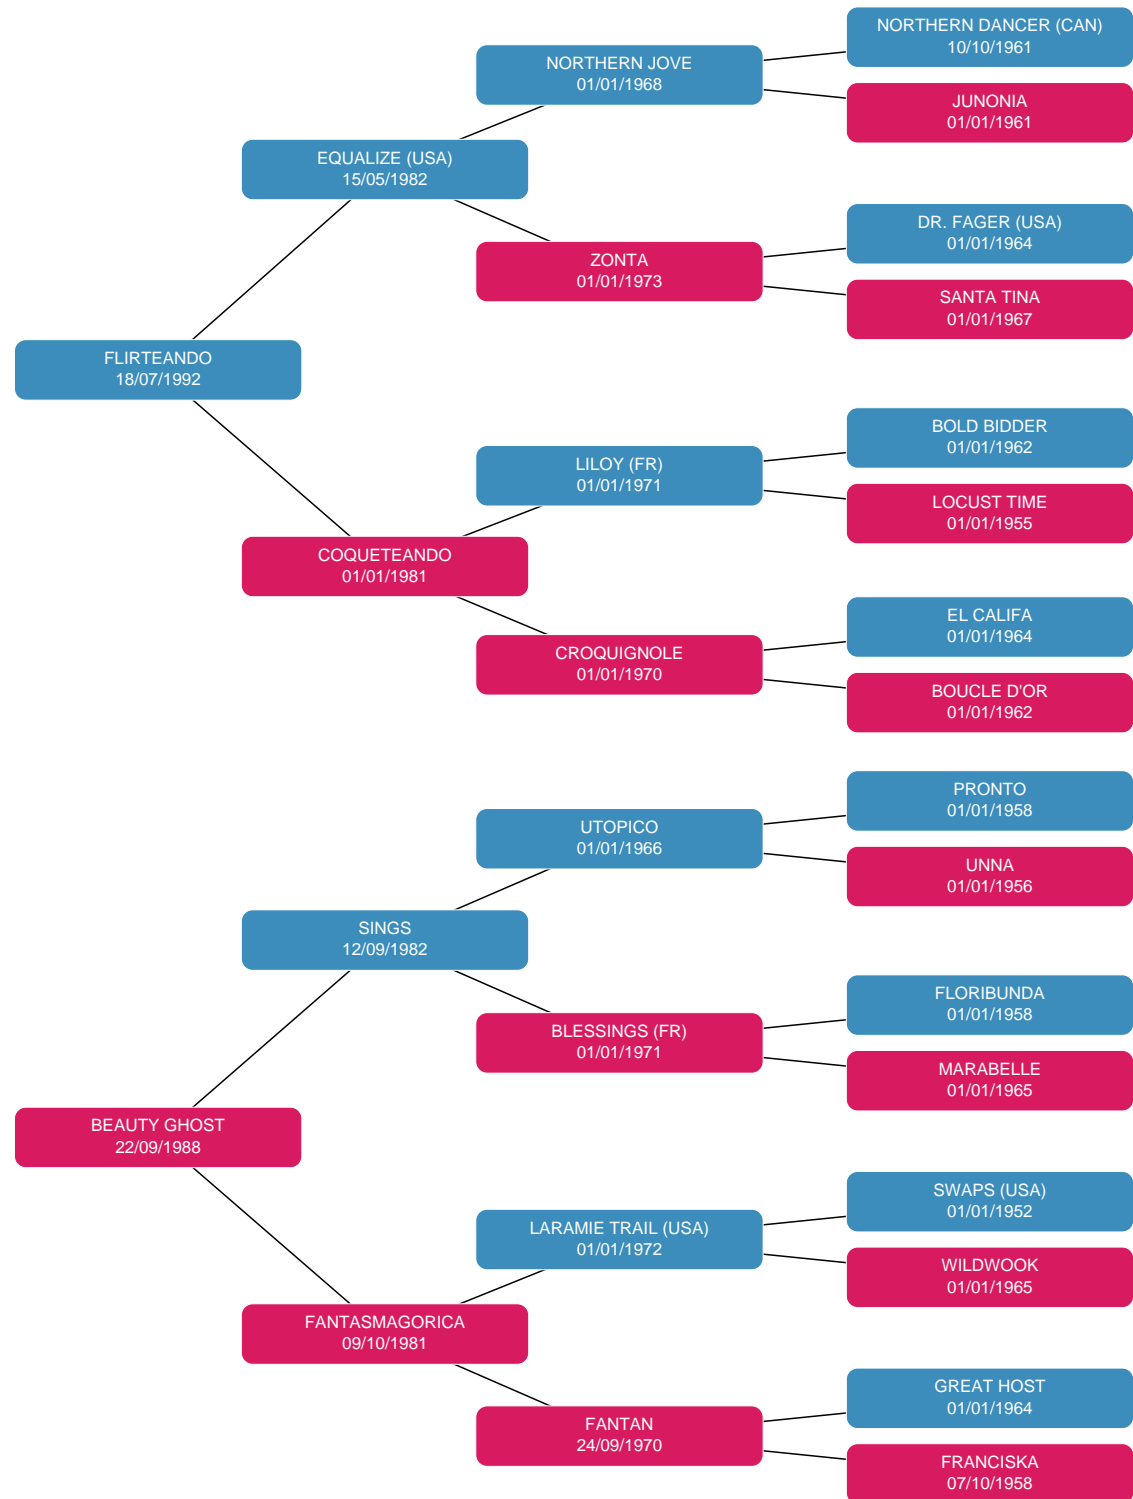 NORTHERN DANCER (CAN)
10/10/1961
NORTHERN JOVE
01/01/1968
JUNONIA
01/01/1961
EQUALIZE (USA)
15/05/1982
DR. FAGER (USA)
01/01/1964
ZONTA
01/01/1973
SANTA TINA
01/01/1967
FLIRTEANDO
18/07/1992
BOLD BIDDER
01/01/1962
LILOY (FR)
01/01/1971
LOCUST TIME
01/01/1955
COQUETEANDO
01/01/1981
EL CALIFA
01/01/1964
CROQUIGNOLE
01/01/1970
BOUCLE D'OR
01/01/1962
PRONTO
01/01/1958
UTOPICO
01/01/1966
UNNA
01/01/1956
SINGS
12/09/1982
FLORIBUNDA
01/01/1958
BLESSINGS (FR)
01/01/1971
MARABELLE
01/01/1965
BEAUTY GHOST
22/09/1988
SWAPS (USA)
01/01/1952
LARAMIE TRAIL (USA)
01/01/1972
WILDWOOK
01/01/1965
FANTASMAGORICA
09/10/1981
GREAT HOST
01/01/1964
FANTAN
24/09/1970
FRANCISKA
07/10/1958